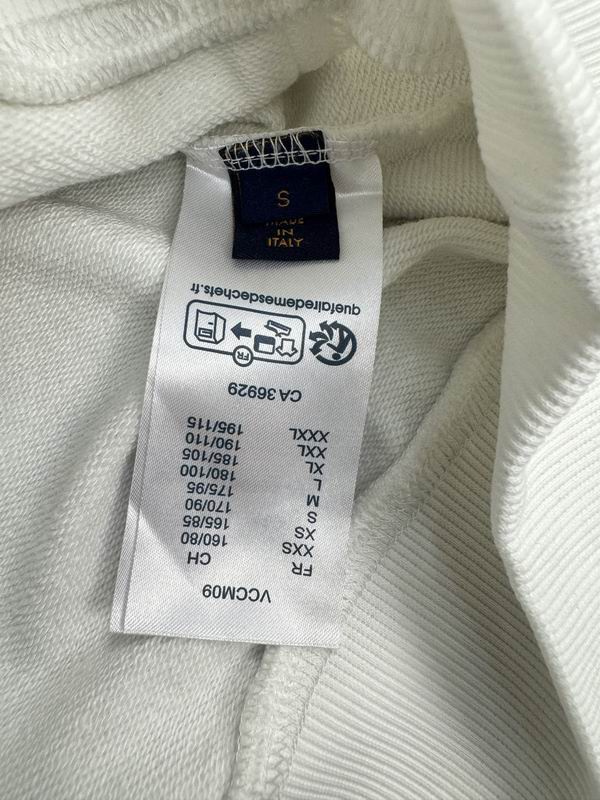 S
MADE
IN
ITALY
VCCM09
FR CH
XXS 160/80
XS 165/85
S 170/90
M 175/95
L 180/100
XL 185/105
XXL 190/110
XXXL 195/115
CA 36929
FR
quefairedemesdechets.fr